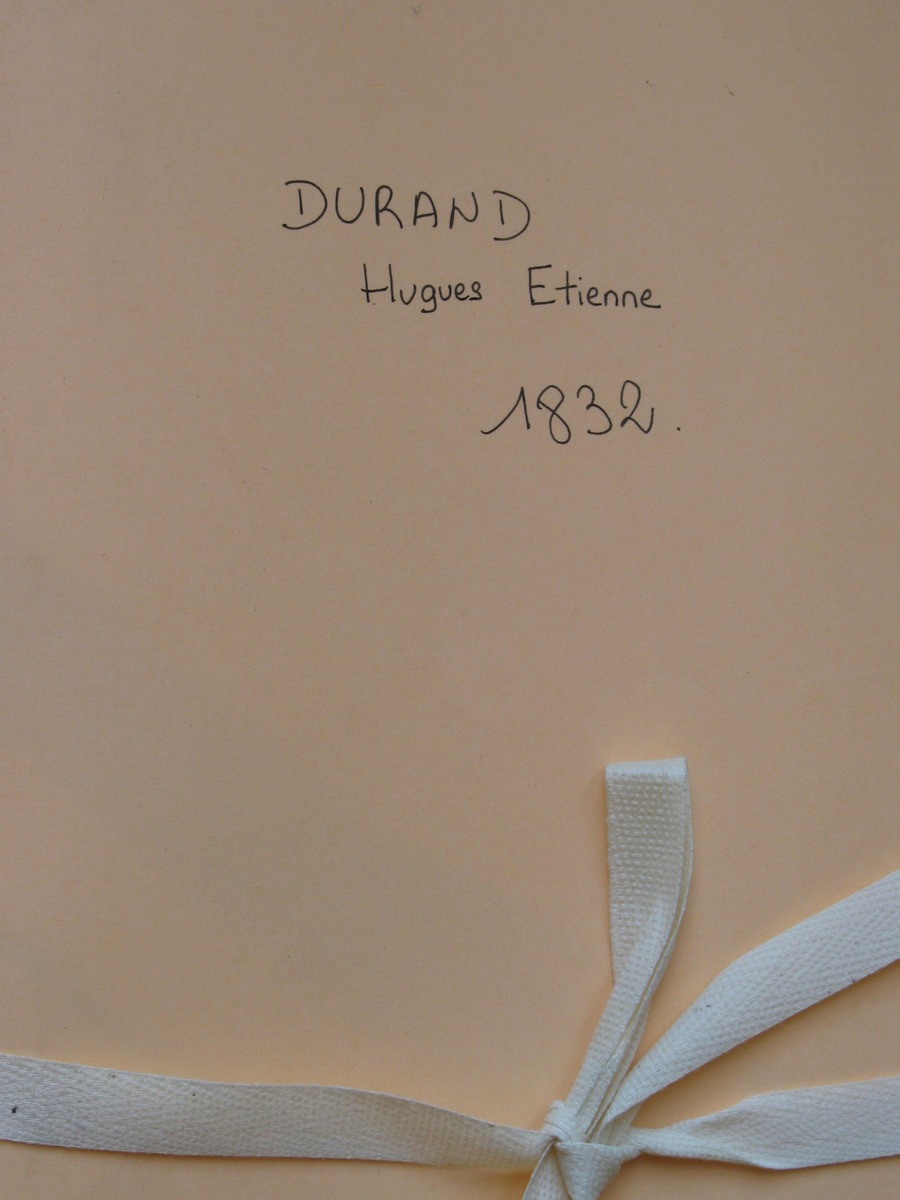 DURAND
Hugues Etienne
1832.